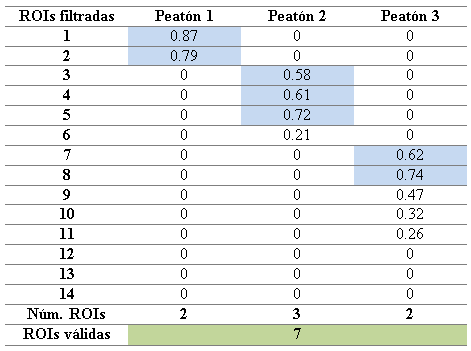 ROIs filtradas Peatón 1 Peatón 2 Peatón 3
1 0.87 0 0
2 0.79 0 0
3 0 0.58 0
4 0 0.61 0
5 0 0.72 0
6 0 0.21 0
7 0 0 0.62
8 0 0 0.74
9 0 0 0.47
10 0 0 0.32
11 0 0 0.26
12 0 0 0
13 0 0 0
14 0 0 0
Núm. ROIs 2 3 2
ROIs válidas 7